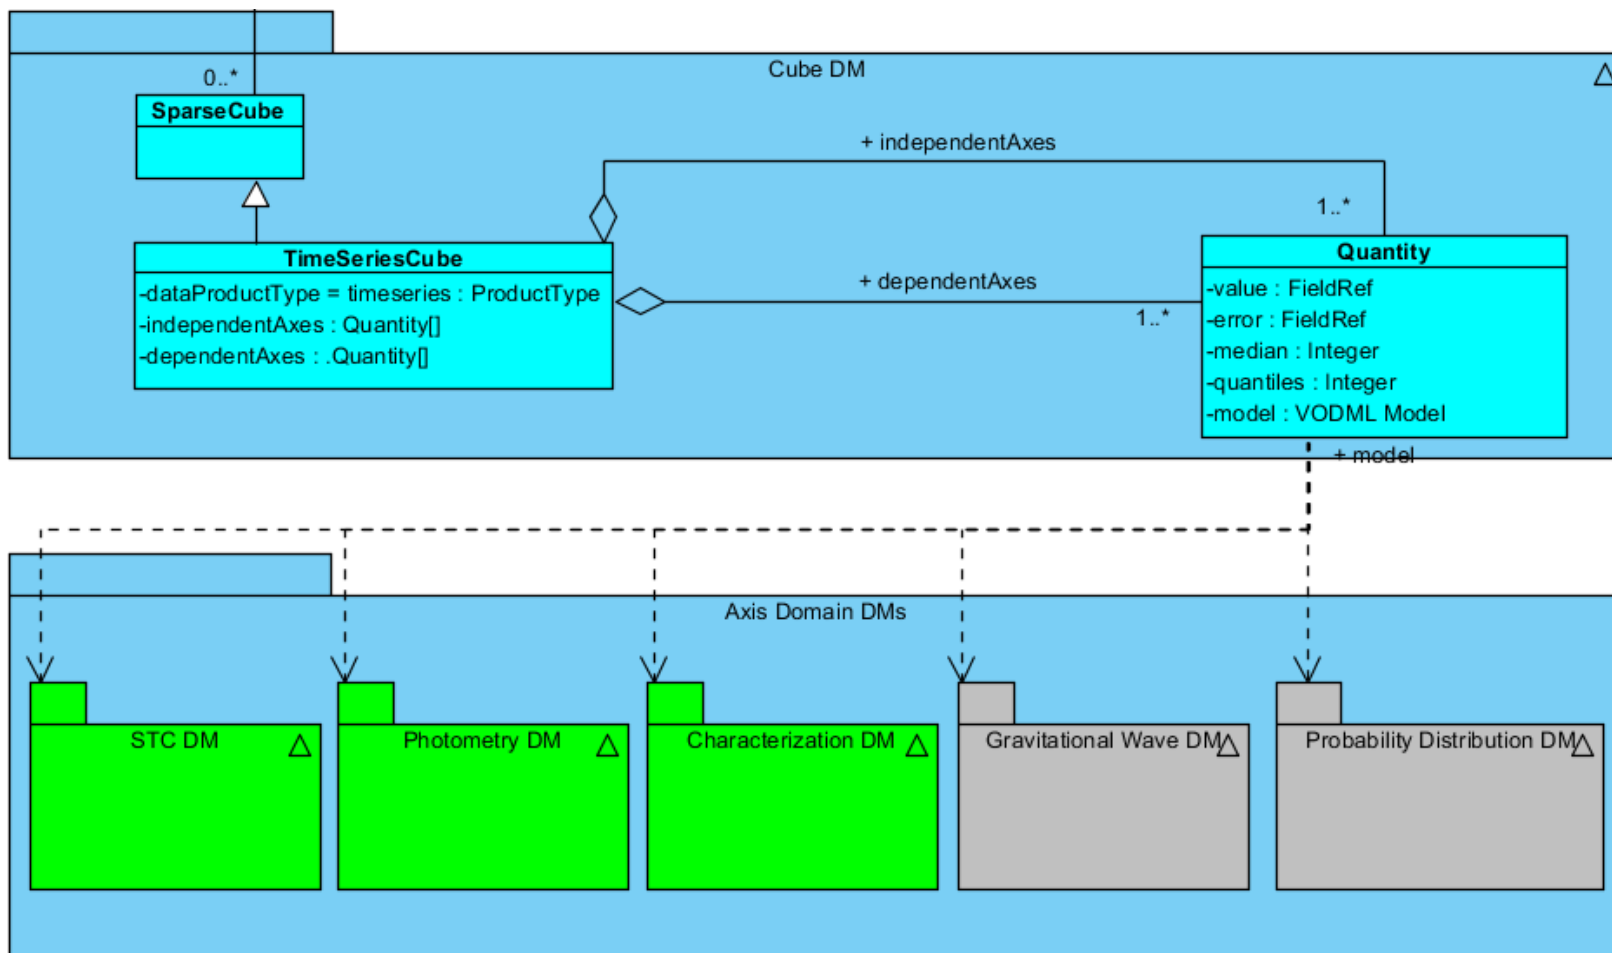 Cube DM
0..*
SparseCube
+ independentAxes
1..*
TimeSeriesCube
-dataProductType = timeseries : ProductType
-independentAxes : Quantity[]
-dependentAxes : .Quantity[]
+ dependentAxes
1..*
Quantity
-value : FieldRef
-error : FieldRef
-median : Integer
-quantiles : Integer
-model : VODML Model
+ model
Axis Domain DMs
STC DM
Photometry DM
Characterization DM
Gravitational Wave DM
Probability Distribution DM